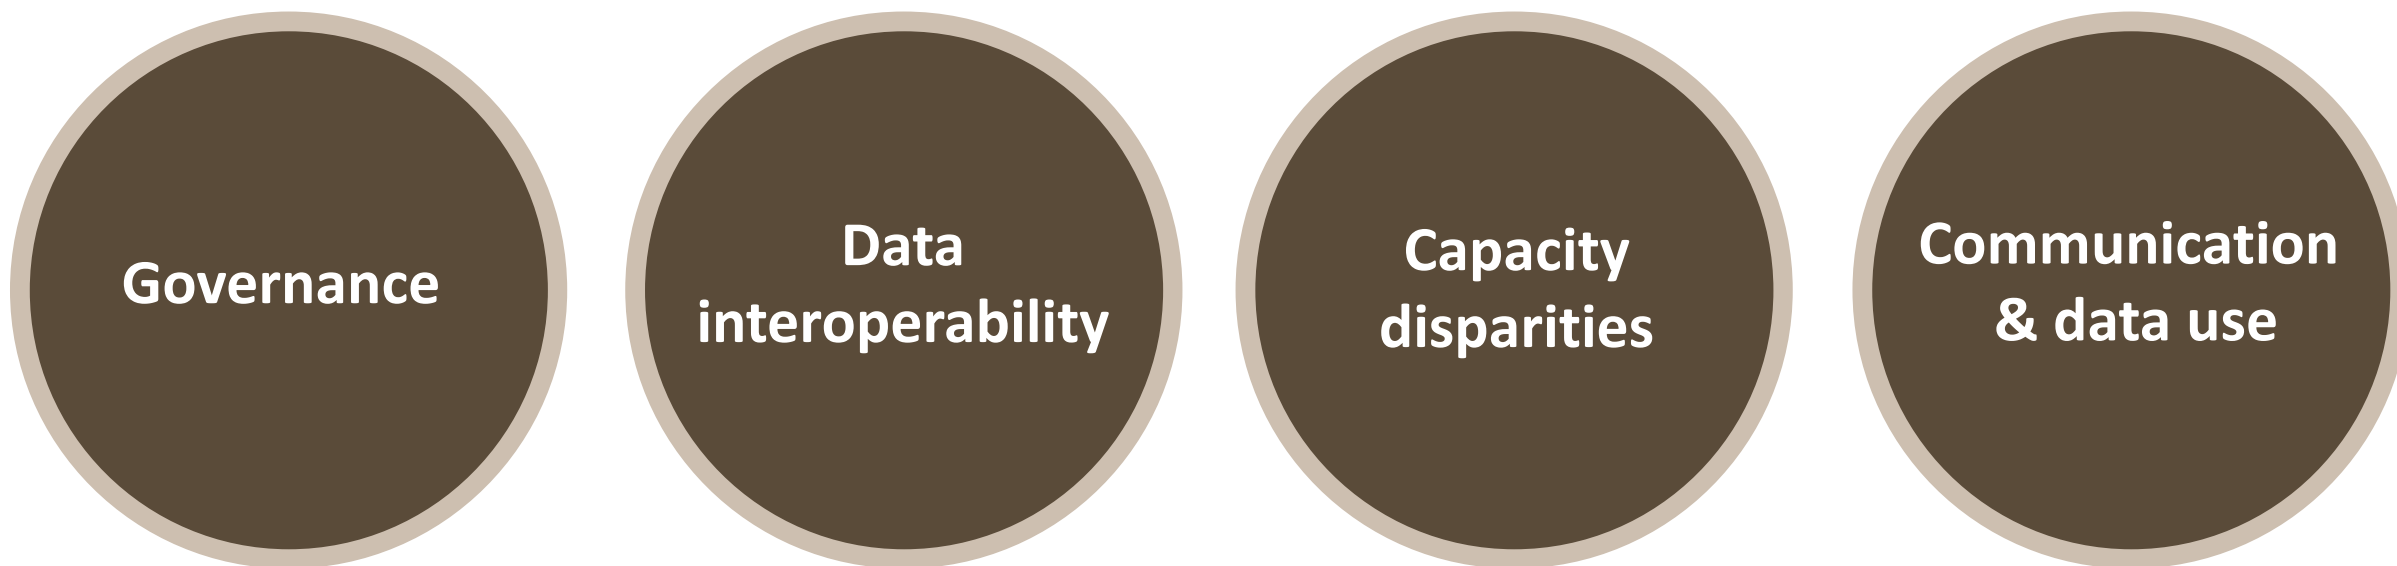 Governance
Data
interoperability
Capacity
disparities
Communication
& data use